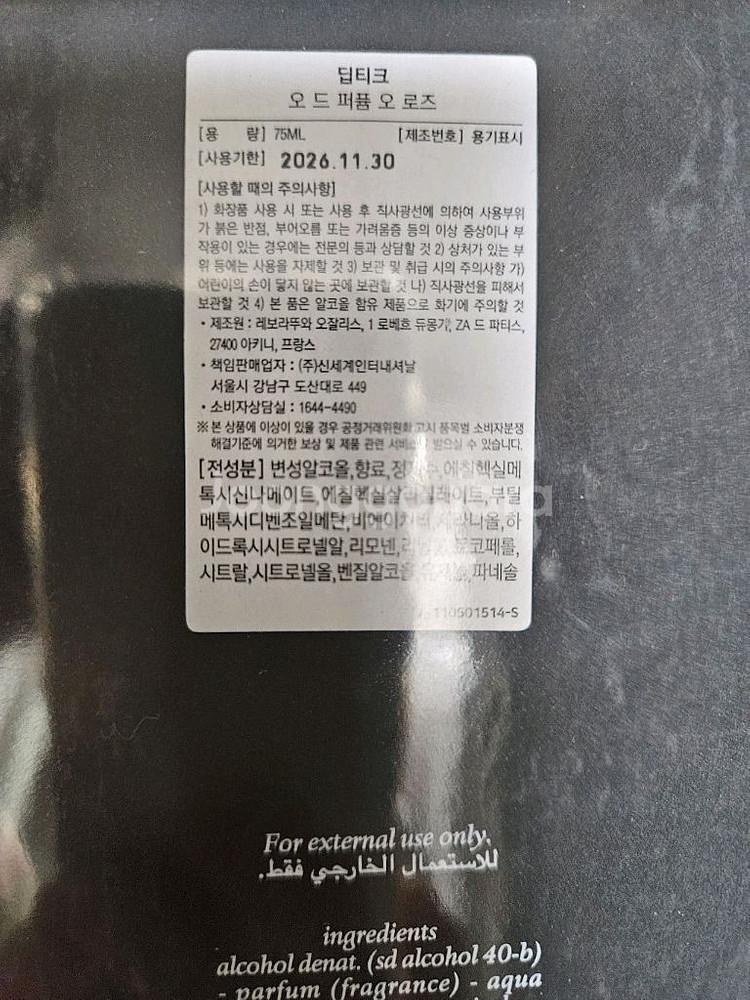 딥티크
오 드 퍼퓸 오 로즈
[용 량] 75ML [제조번호] 용기표시
[사용기한] 2026.11.30
[사용할 때의 주의사항]
1) 화장품 사용 시 또는 사용 후 직사광선에 의하여 사용부위
가 붉은 반점, 부어오름 또는 가려움증 등의 이상 증상이나 부
작용이 있는 경우에는 전문의 등과 상담할 것 2) 상처가 있는 부
위 등에는 사용을 자제할 것 3) 보관 및 취급 시의 주의사항 가)
어린이의 손이 닿지 않는 곳에 보관할 것 나) 직사광선을 피해서
보관할 것 4) 본 품은 알코올 함유 제품으로 화기에 주의할 것
• 제조원 : 레보라뚜와 오잘리스, 1 로베흐 듀몽기, ZA 드 파티스,
27400 아키니, 프랑스
• 책임판매업자 : (주)신세계인터내셔날
서울시 강남구 도산대로 449
• 소비자상담실 : 1644-4490
※ 본 상품에 이상이 있을 경우 공정거래위원회 고시 품목별 소비자분쟁
해결기준에 의거한 보상 및 제품 관련 서비스를 받으실 수 있습니다.
[전성분] 변성알코올,향료,정제수,에칠헥실메
톡시신나메이트,에칠헥실살리실레이트,부틸
메톡시디벤조일메탄,비에이치티,제라니올,하
이드록시시트로넬알,리모넨,토코페롤,
시트랄,시트로넬올,벤질알코올,유제놀,파네솔
110501514-S
For external use only.
للاستعمال الخارجي فقط.
ingredients
alcohol denat. (sd alcohol 40-b)
- parfum (fragrance) - aqua